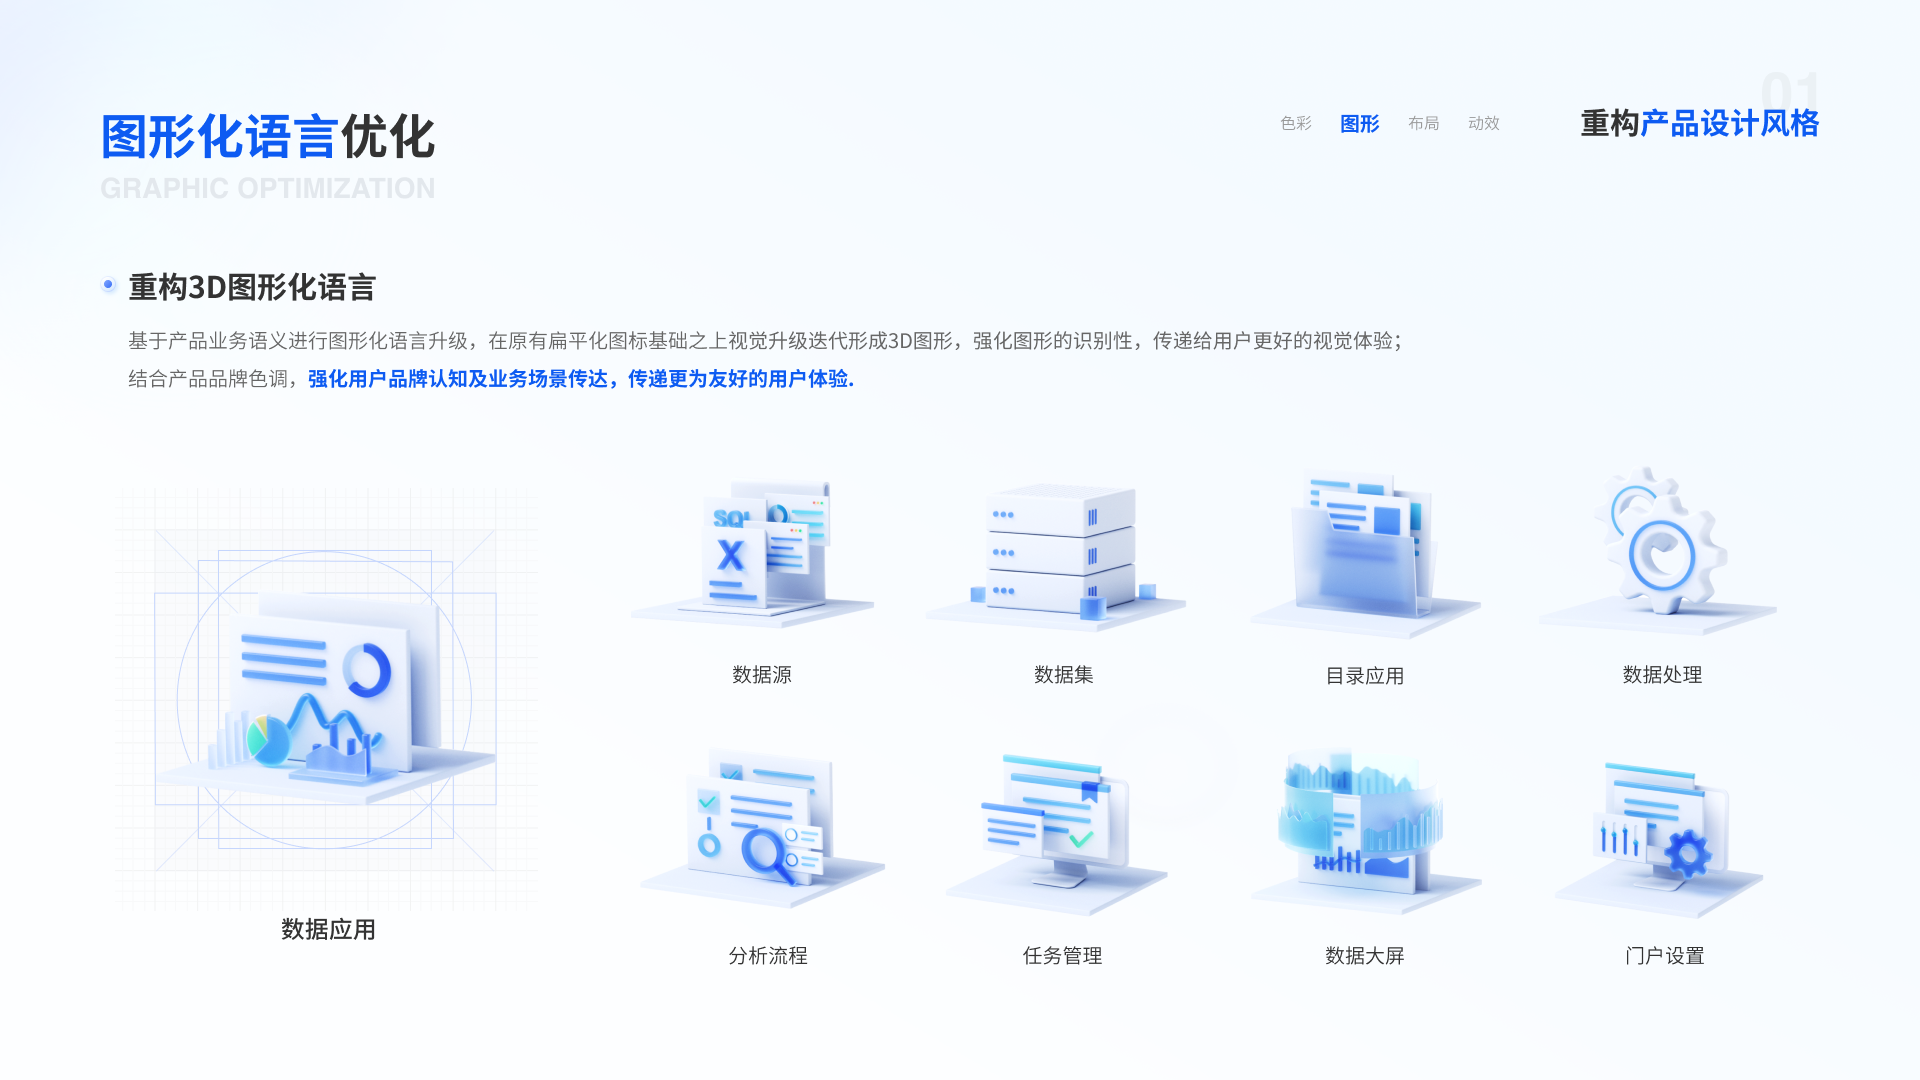 01
图形化语言优化
色彩 图形 布局 动效
重构产品设计风格
GRAPHIC OPTIMIZATION
重构3D图形化语言
基于产品业务语义进行图形化语言升级，在原有扁平化图标基础之上视觉升级迭代形成3D图形，强化图形的识别性，传递给用户更好的视觉体验；
结合产品品牌色调，强化用户品牌认知及业务场景传达，传递更为友好的用户体验.
SQL
X
数据源
数据集
目录应用
数据处理
数据应用
分析流程
任务管理
数据大屏
门户设置